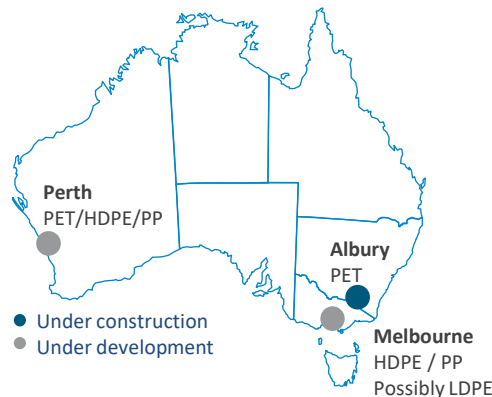 Perth
PET/HDPE/PP
Albury
PET
Under construction
Under development
Melbourne
HDPE / PP
Possibly LDPE